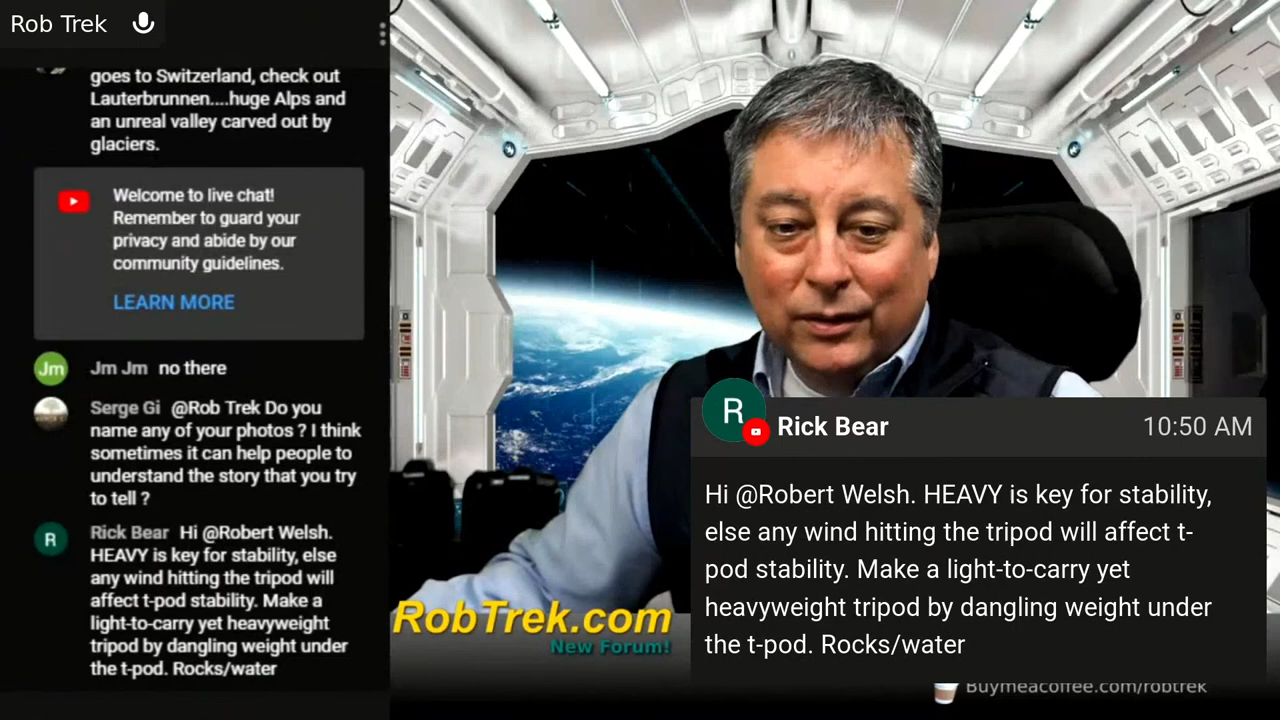 Rob Trek
goes to Switzerland, check out
Lauterbrunnen....huge Alps and
an unreal valley carved out by
glaciers.
Welcome to live chat!
Remember to guard your
privacy and abide by our
community guidelines.
LEARN MORE
Jm
Jm Jm no there
Serge Gi @Rob Trek Do you
name any of your photos ? I think
sometimes it can help people to
understand the story that you try
to tell ?
R
Rick Bear Hi @Robert Welsh.
HEAVY is key for stability, else
any wind hitting the tripod will
affect t-pod stability. Make a
light-to-carry yet heavyweight
tripod by dangling weight under
the t-pod. Rocks/water
RobTrek.com
New Forum!
R
Rick Bear 10:50 AM
Hi @Robert Welsh. HEAVY is key for stability,
else any wind hitting the tripod will affect t-
pod stability. Make a light-to-carry yet
heavyweight tripod by dangling weight under
the t-pod. Rocks/water
Buymeacoffee.com/robtrek